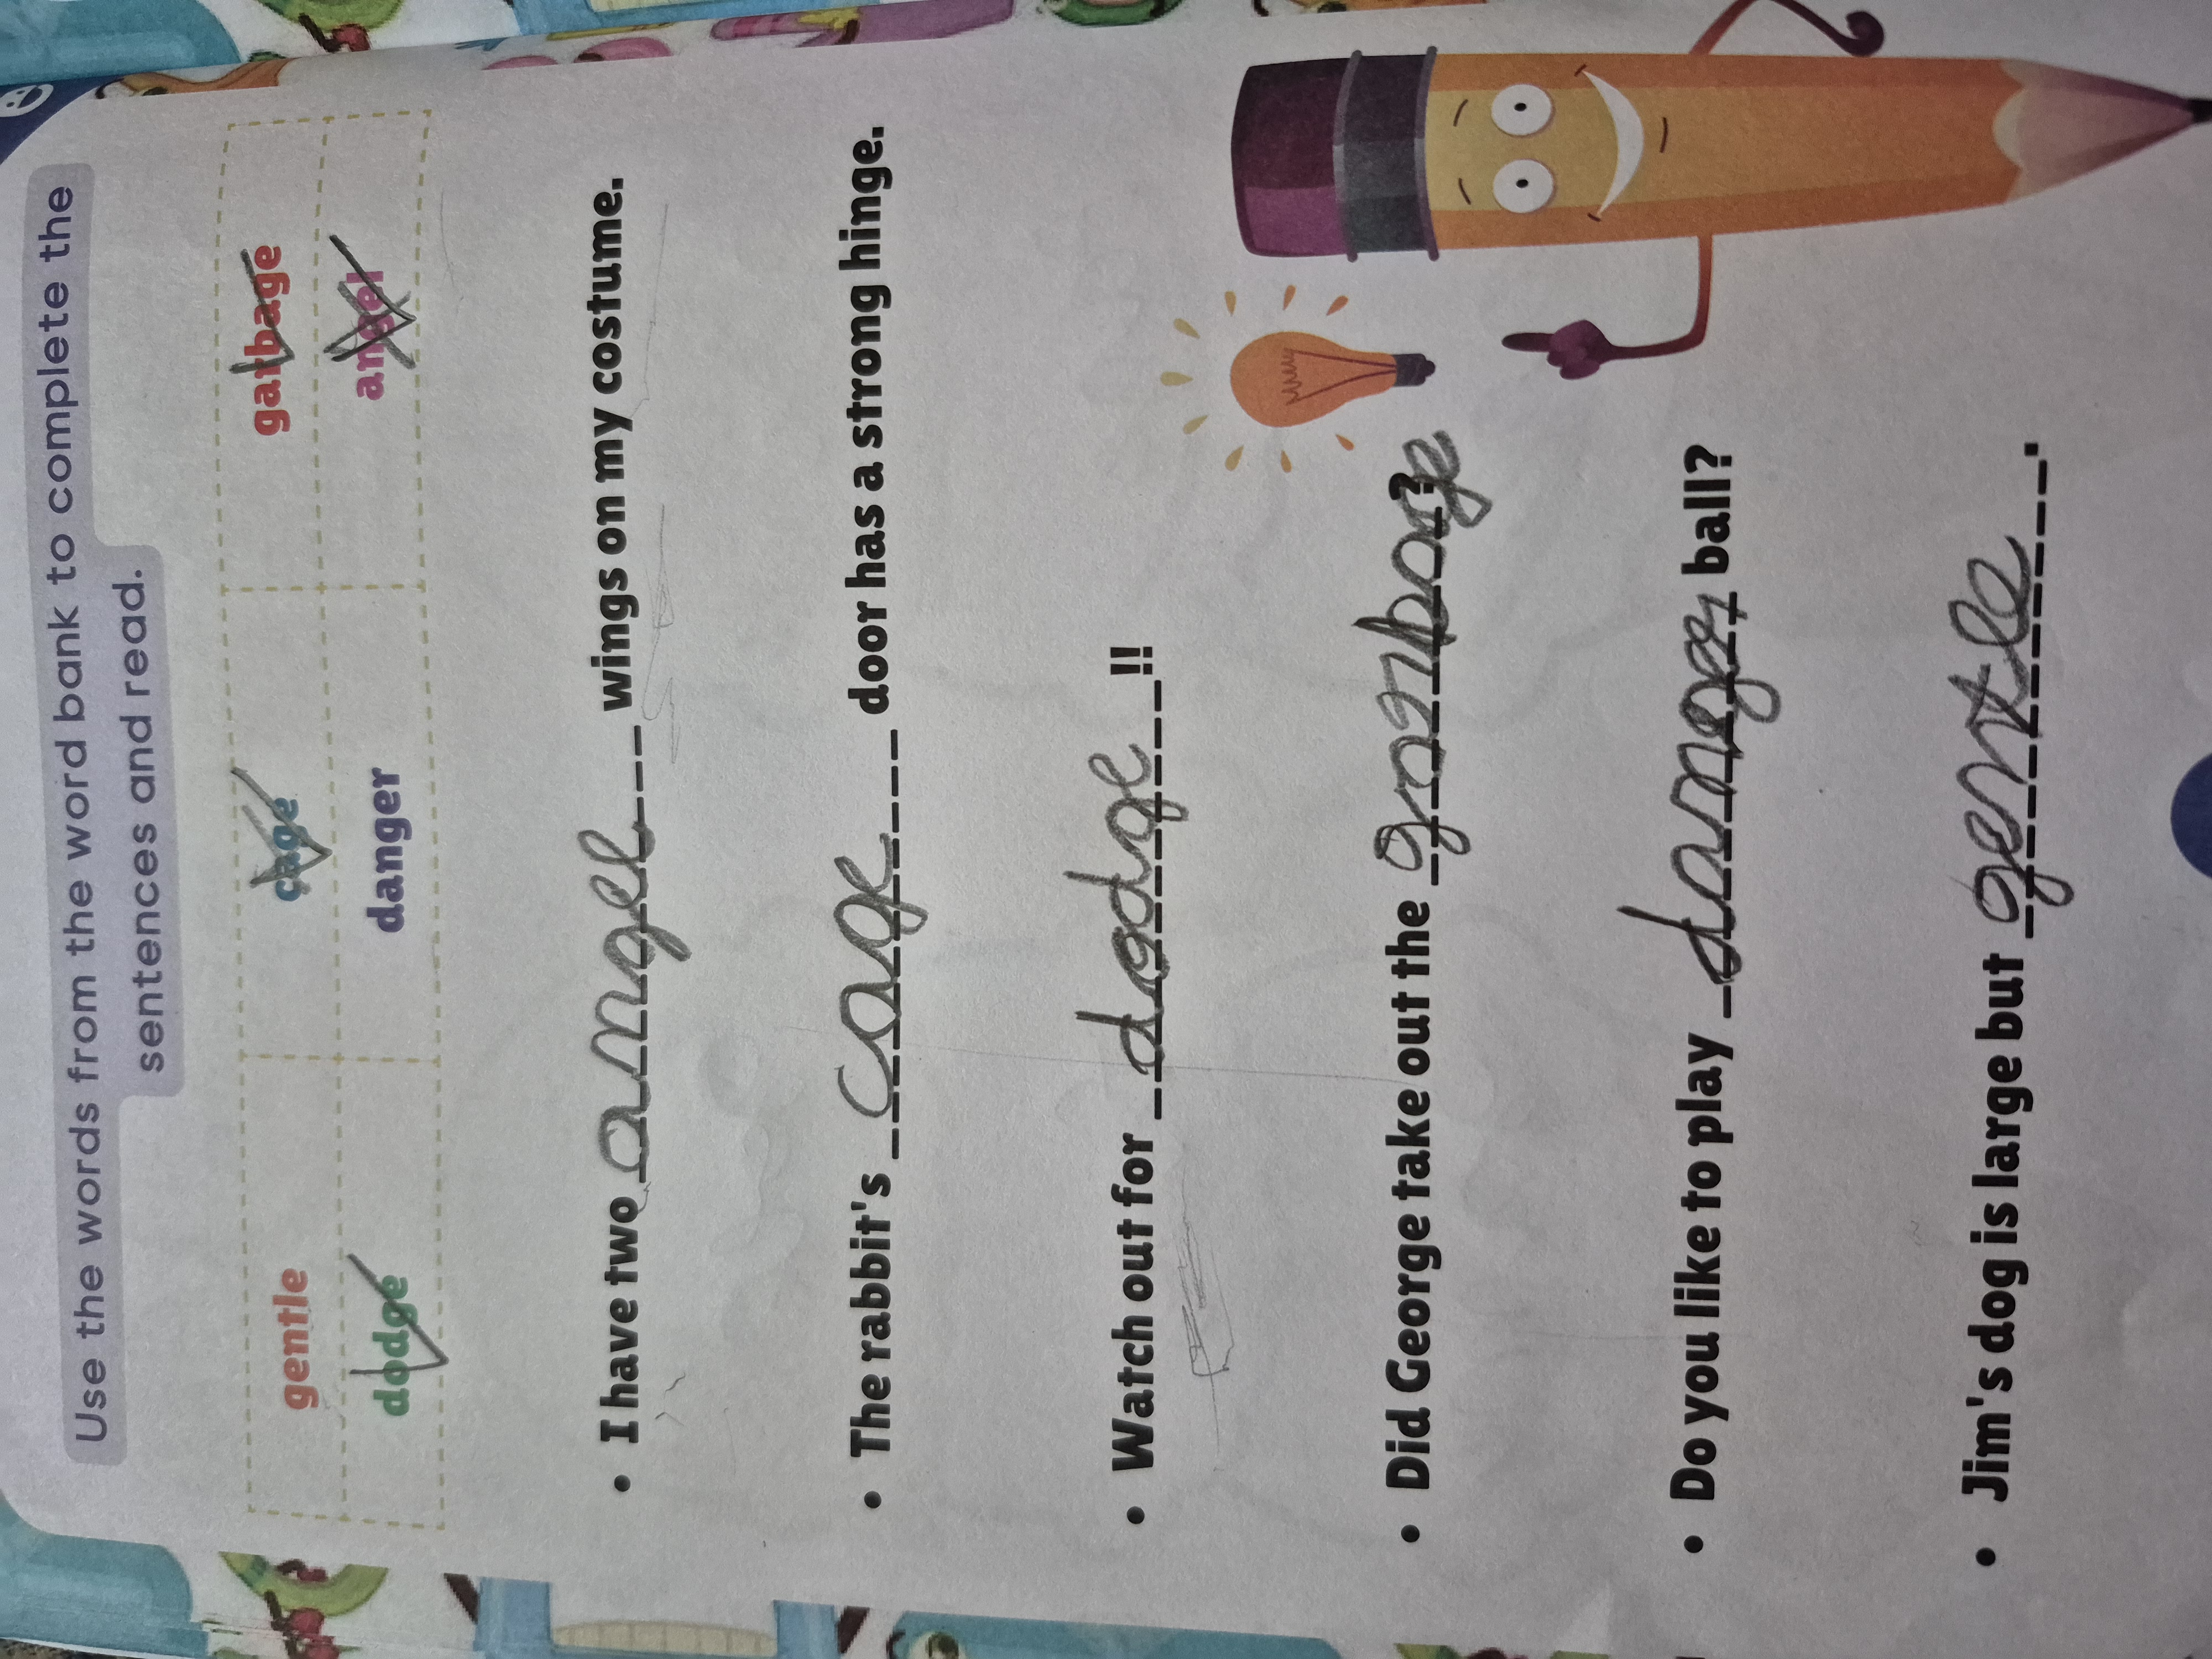 Use the words from the word bank to complete the
sentences and read.
gentle cage garbage
dodge danger angel
• I have two angel wings on my costume.
• The rabbit's cage door has a strong hinge.
• Watch out for dodge !!
• Did George take out the garbage ?
• Do you like to play danger ball?
• Jim's dog is large but gentle .